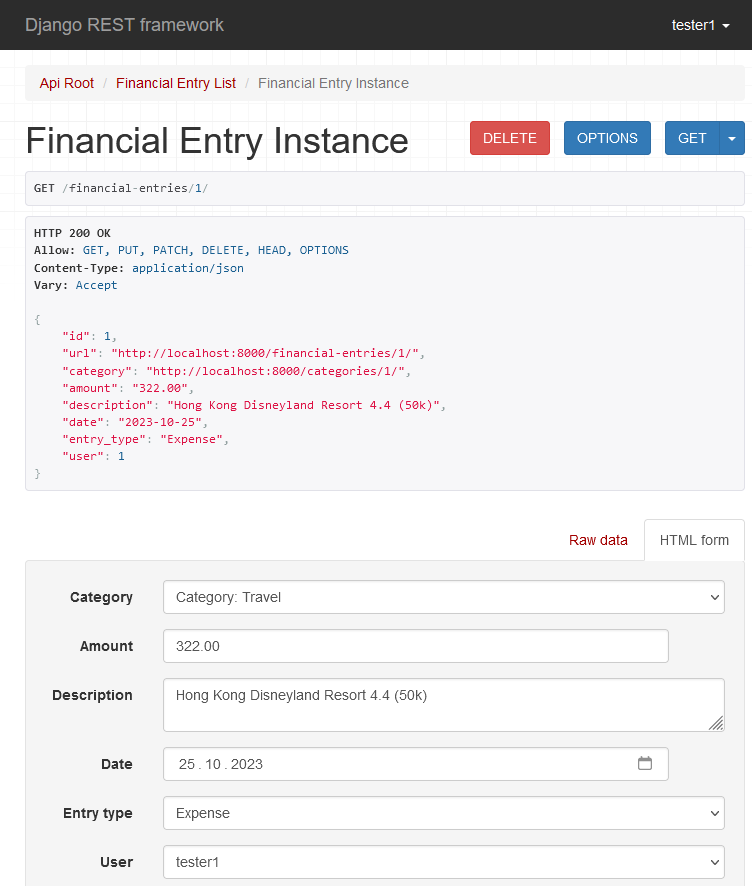 Django REST framework tester1
Api Root / Financial Entry List / Financial Entry Instance
Financial Entry Instance DELETE OPTIONS GET
GET /financial-entries/1/
HTTP 200 OK
Allow: GET, PUT, PATCH, DELETE, HEAD, OPTIONS
Content-Type: application/json
Vary: Accept
{
"id": 1,
"url": "http://localhost:8000/financial-entries/1/",
"category": "http://localhost:8000/categories/1/",
"amount": "322.00",
"description": "Hong Kong Disneyland Resort 4.4 (50k)",
"date": "2023-10-25",
"entry_type": "Expense",
"user": 1
}
Raw data HTML form
Category Category: Travel
Amount 322.00
Description Hong Kong Disneyland Resort 4.4 (50k)
Date 25 . 10 . 2023
Entry type Expense
User tester1